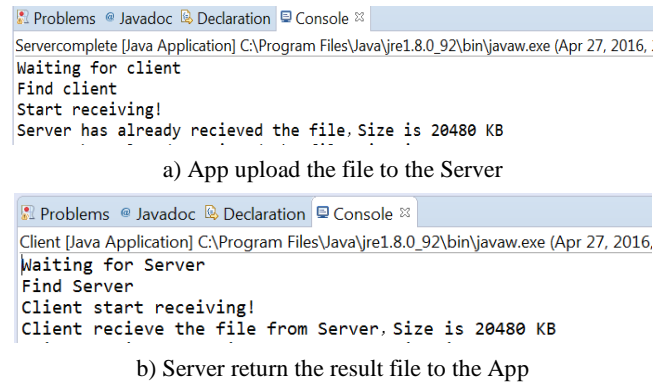 Problems @ Javadoc Declaration Console
Servercomplete [Java Application] C:\Program Files\Java\jre1.8.0_92\bin\javaw.exe (Apr 27, 2016,
Waiting for client
Find client
Start receiving!
Server has already recieved the file，Size is 20480 KB
a) App upload the file to the Server
Problems @ Javadoc Declaration Console
Client [Java Application] C:\Program Files\Java\jre1.8.0_92\bin\javaw.exe (Apr 27, 2016,
Waiting for Server
Find Server
Client start receiving!
Client recieve the file from Server，Size is 20480 KB
b) Server return the result file to the App